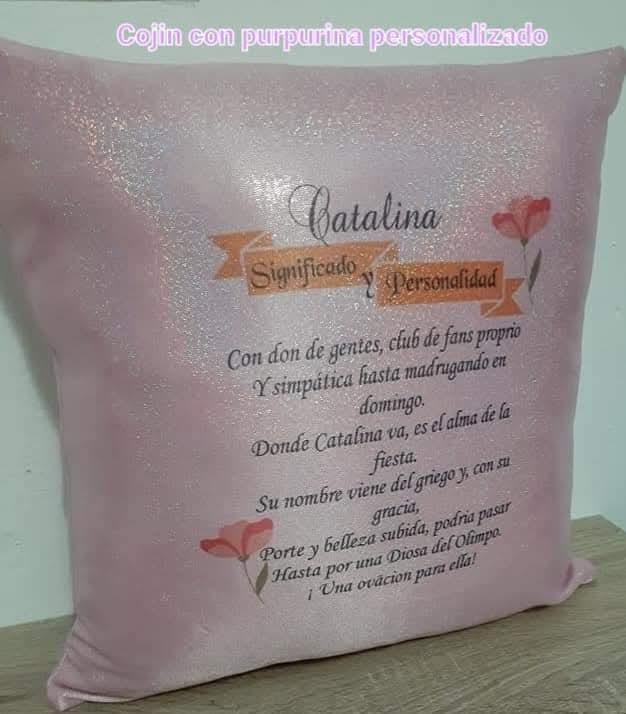 Cojin con purpurina personalizado
Catalina
Significado y Personalidad
Con don de gentes, club de fans proprio
Y simpática hasta madrugando en
domingo.
Donde Catalina va, es el alma de la
fiesta.
Su nombre viene del griego y, con su
gracia,
Porte y belleza subida, podria pasar
Hasta por una Diosa del Olimpo.
¡ Una ovácion para ella!